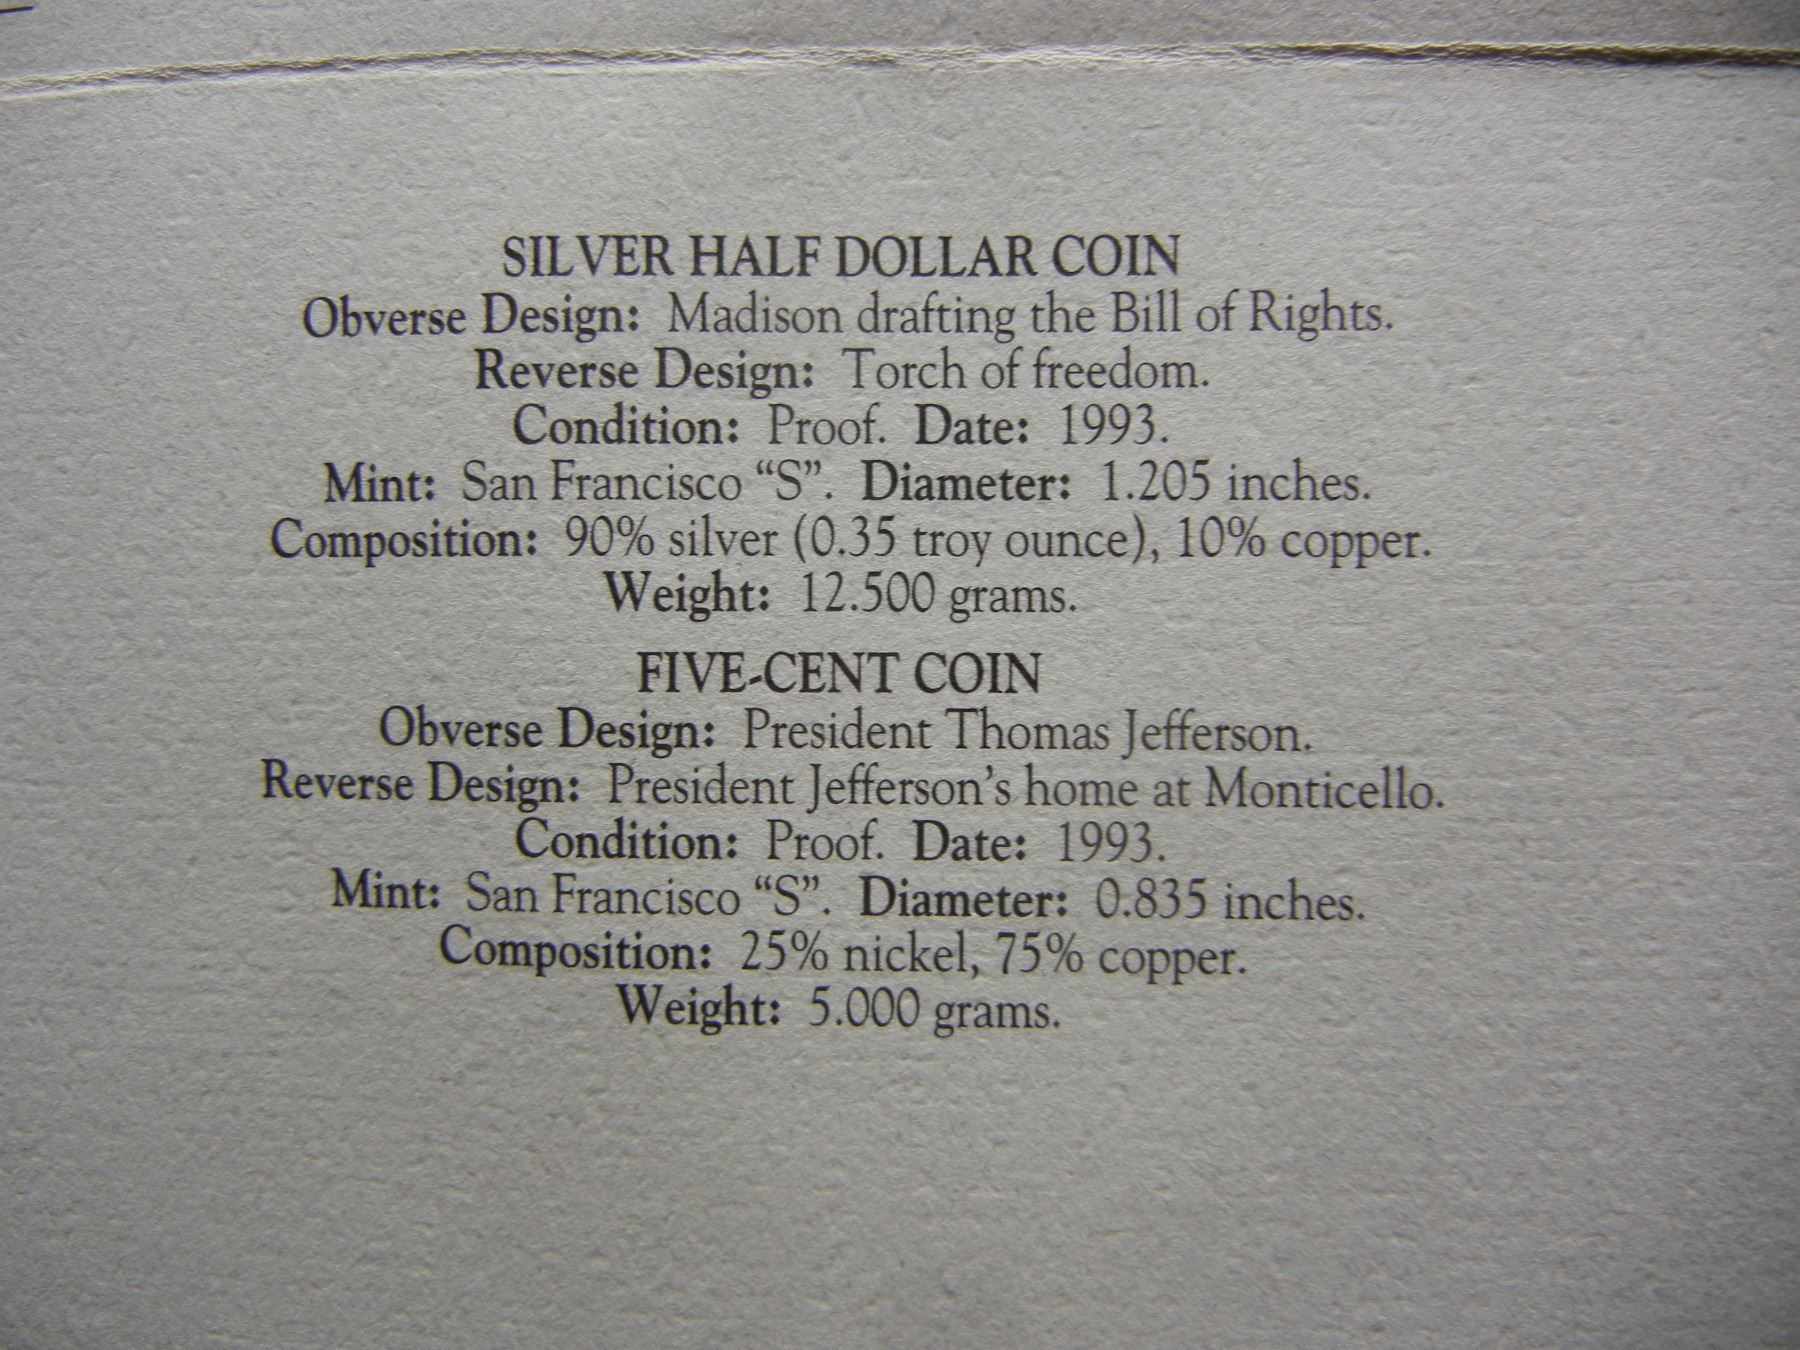 SILVER HALF DOLLAR COIN
Obverse Design: Madison drafting the Bill of Rights.
Reverse Design: Torch of freedom.
Condition: Proof. Date: 1993.
Mint: San Francisco “S”. Diameter: 1.205 inches.
Composition: 90% silver (0.35 troy ounce), 10% copper.
Weight: 12.500 grams.
FIVE-CENT COIN
Obverse Design: President Thomas Jefferson.
Reverse Design: President Jefferson’s home at Monticello.
Condition: Proof. Date: 1993.
Mint: San Francisco “S”. Diameter: 0.835 inches.
Composition: 25% nickel, 75% copper.
Weight: 5.000 grams.